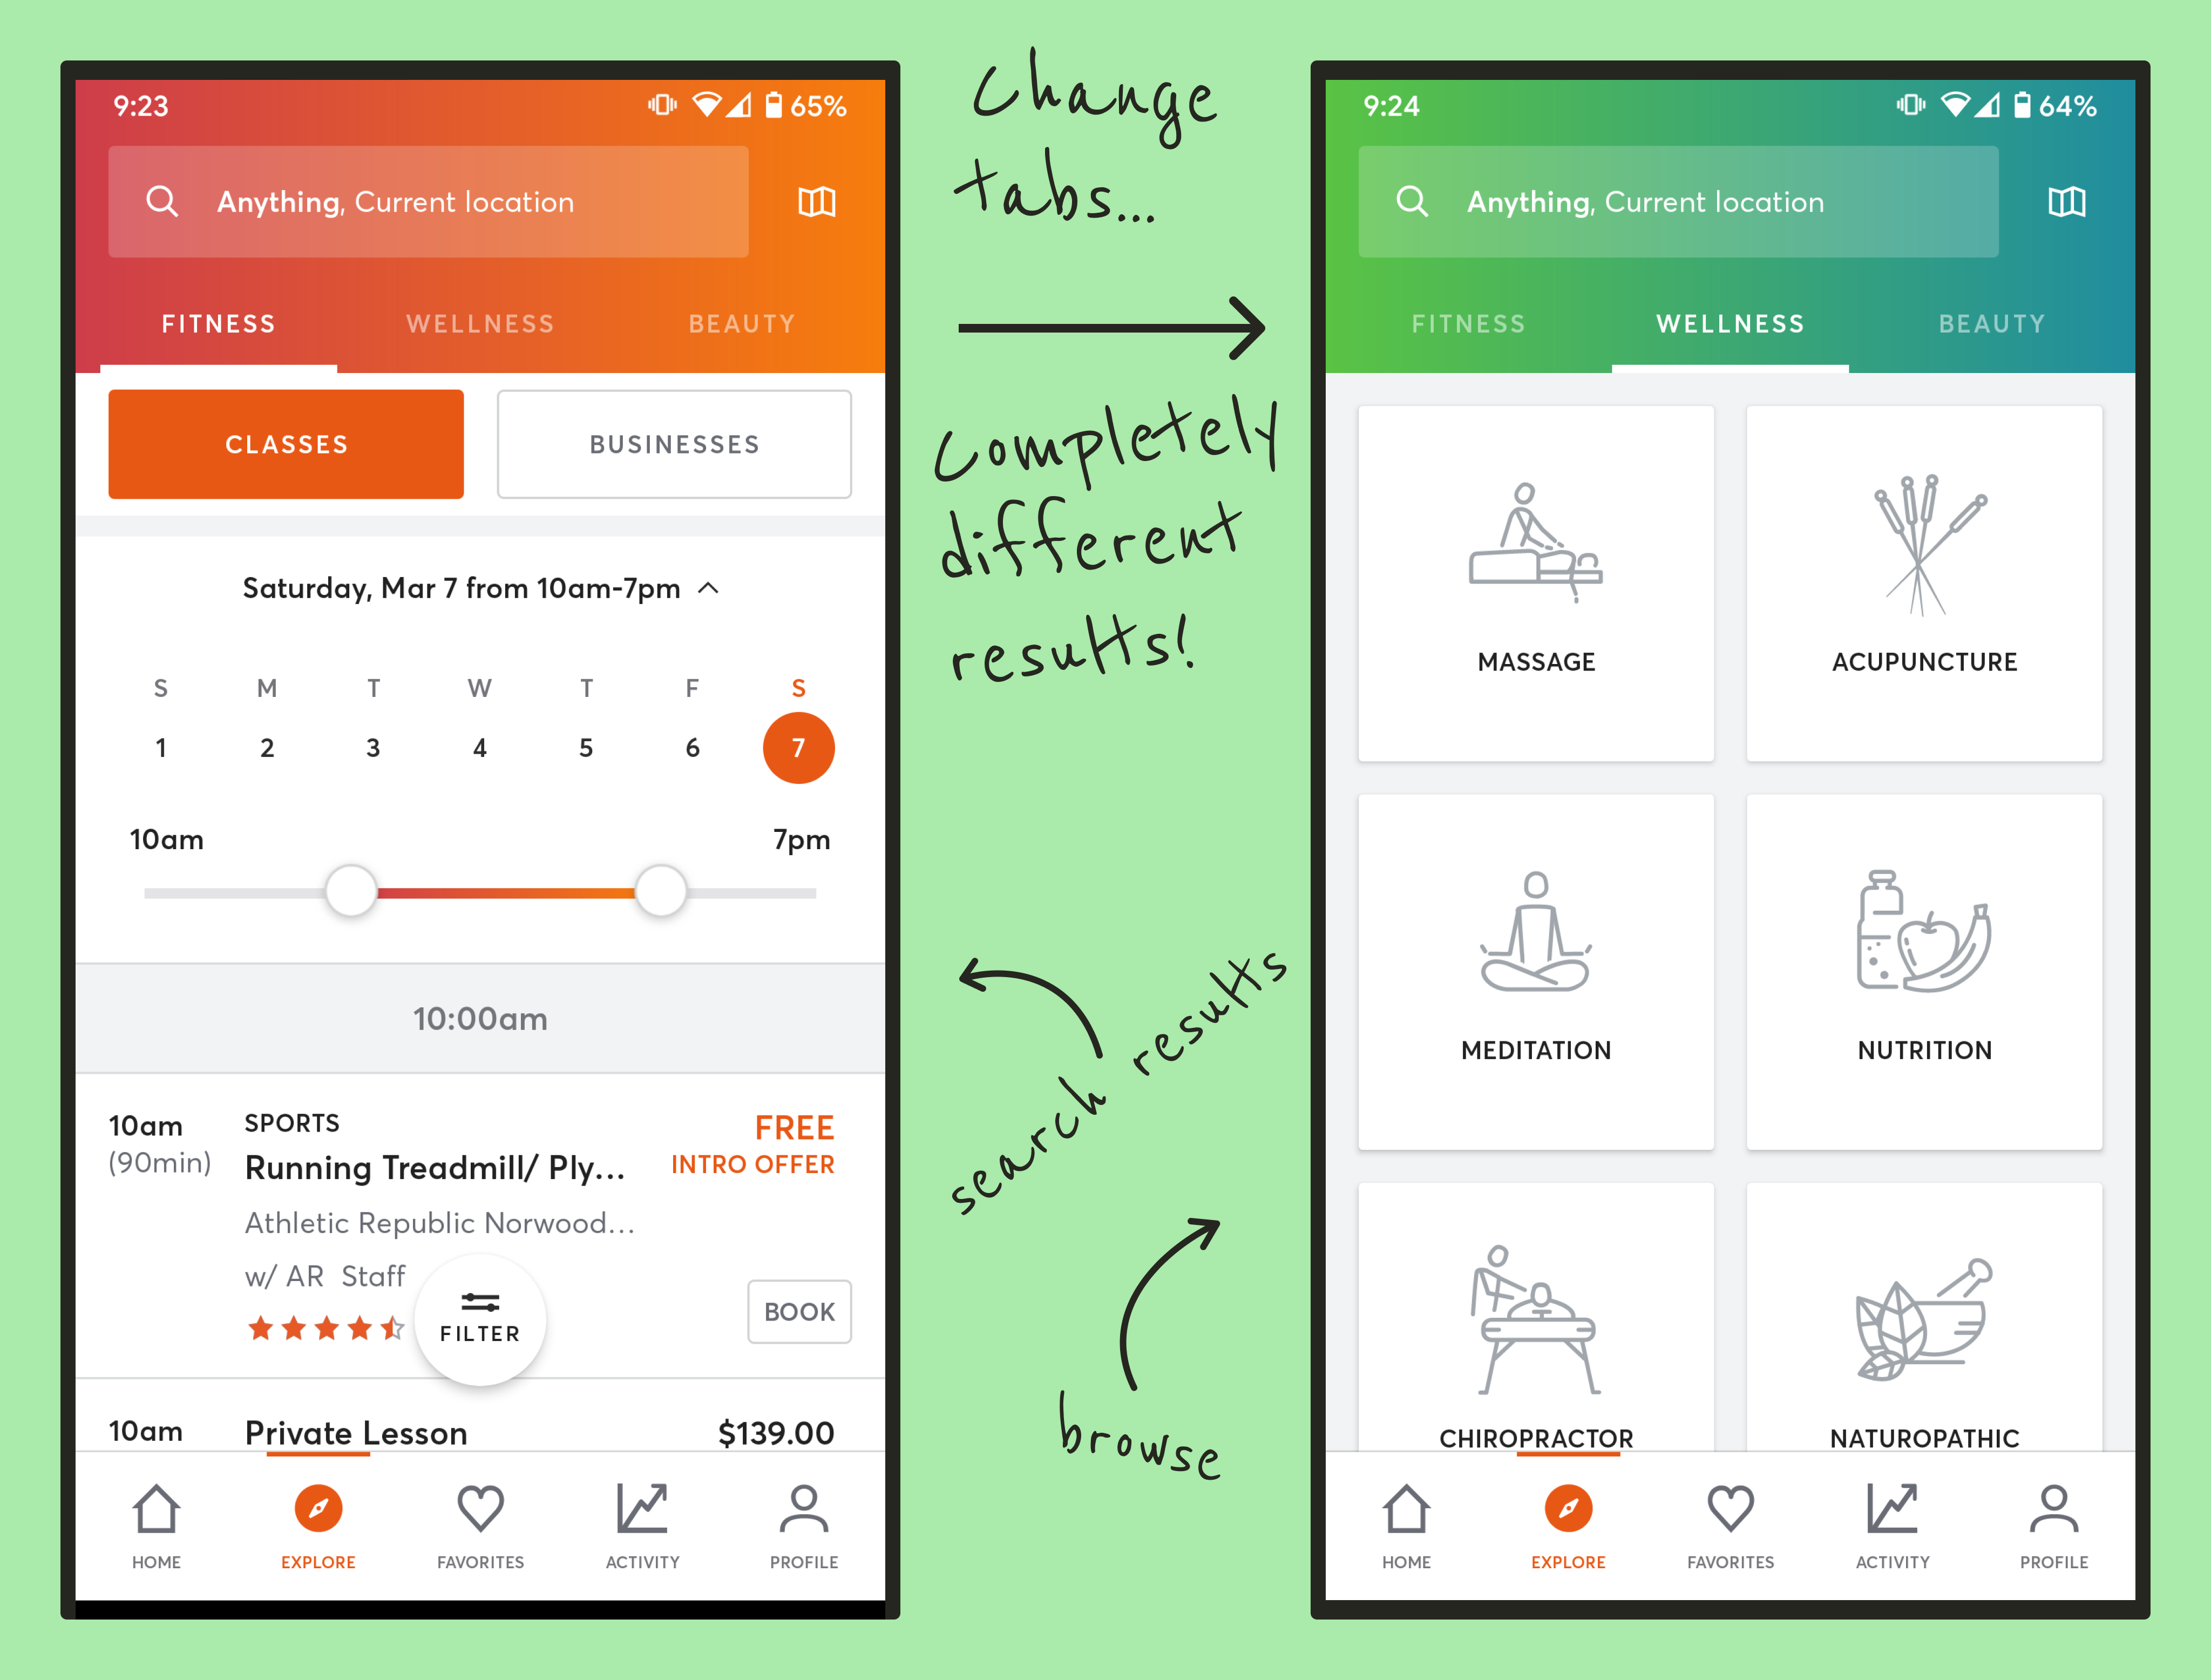 9:23
65%
Anything, Current location
FITNESS WELLNESS BEAUTY
CLASSES BUSINESSES
Saturday, Mar 7 from 10am-7pm
S M T W T F S
1 2 3 4 5 6 7
10am 7pm
10:00am
10am SPORTS FREE
(90min) Running Treadmill/ Ply... INTRO OFFER
Athletic Republic Norwood...
w/ AR Staff
FILTER
BOOK
10am Private Lesson $139.00
HOME EXPLORE FAVORITES ACTIVITY PROFILE
Change
tabs...
Completely
different
results!
search results
browse
9:24
64%
Anything, Current location
FITNESS WELLNESS BEAUTY
MASSAGE ACUPUNCTURE
MEDITATION NUTRITION
CHIROPRACTOR NATUROPATHIC
HOME EXPLORE FAVORITES ACTIVITY PROFILE